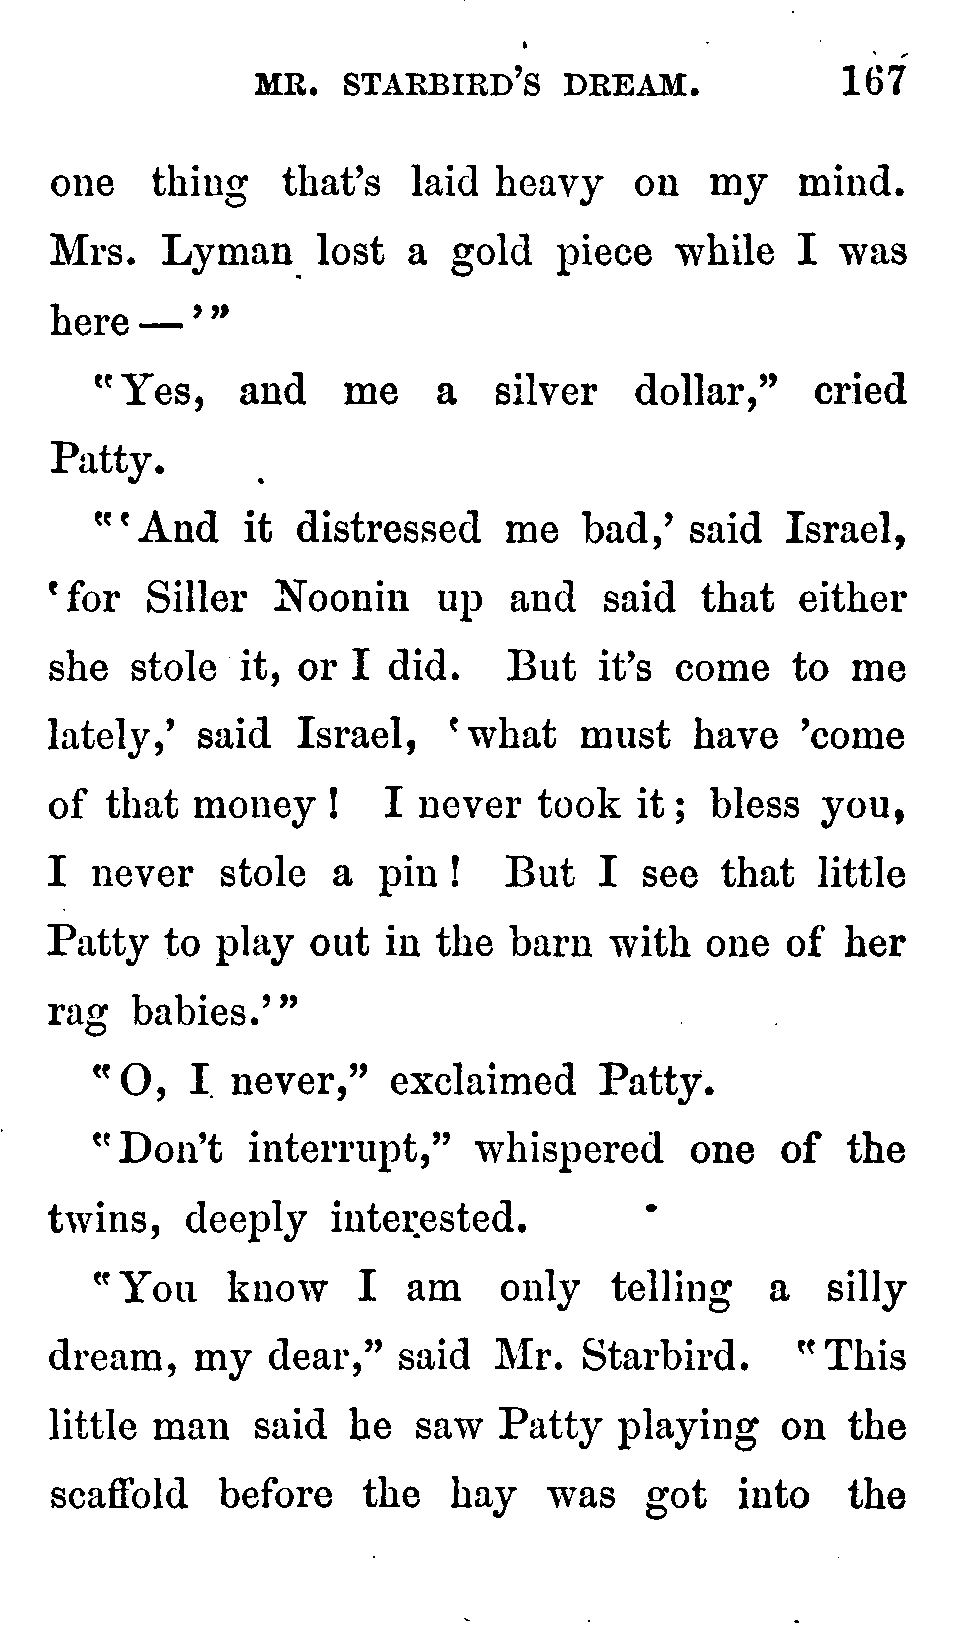 MR. STARBIRD'S DREAM. 167
one thing that's laid heavy on my mind.
Mrs. Lyman lost a gold piece while I was
here — ' "
"Yes, and me a silver dollar," cried
Patty.
"'And it distressed me bad,' said Israel,
'for Siller Noonin up and said that either
she stole it, or I did. But it's come to me
lately,' said Israel, 'what must have 'come
of that money! I never took it; bless you,
I never stole a pin! But I see that little
Patty to play out in the barn with one of her
rag babies.'"
"O, I never," exclaimed Patty.
"Don't interrupt," whispered one of the
twins, deeply interested.
"You know I am only telling a silly
dream, my dear," said Mr. Starbird. "This
little man said he saw Patty playing on the
scaffold before the hay was got into the